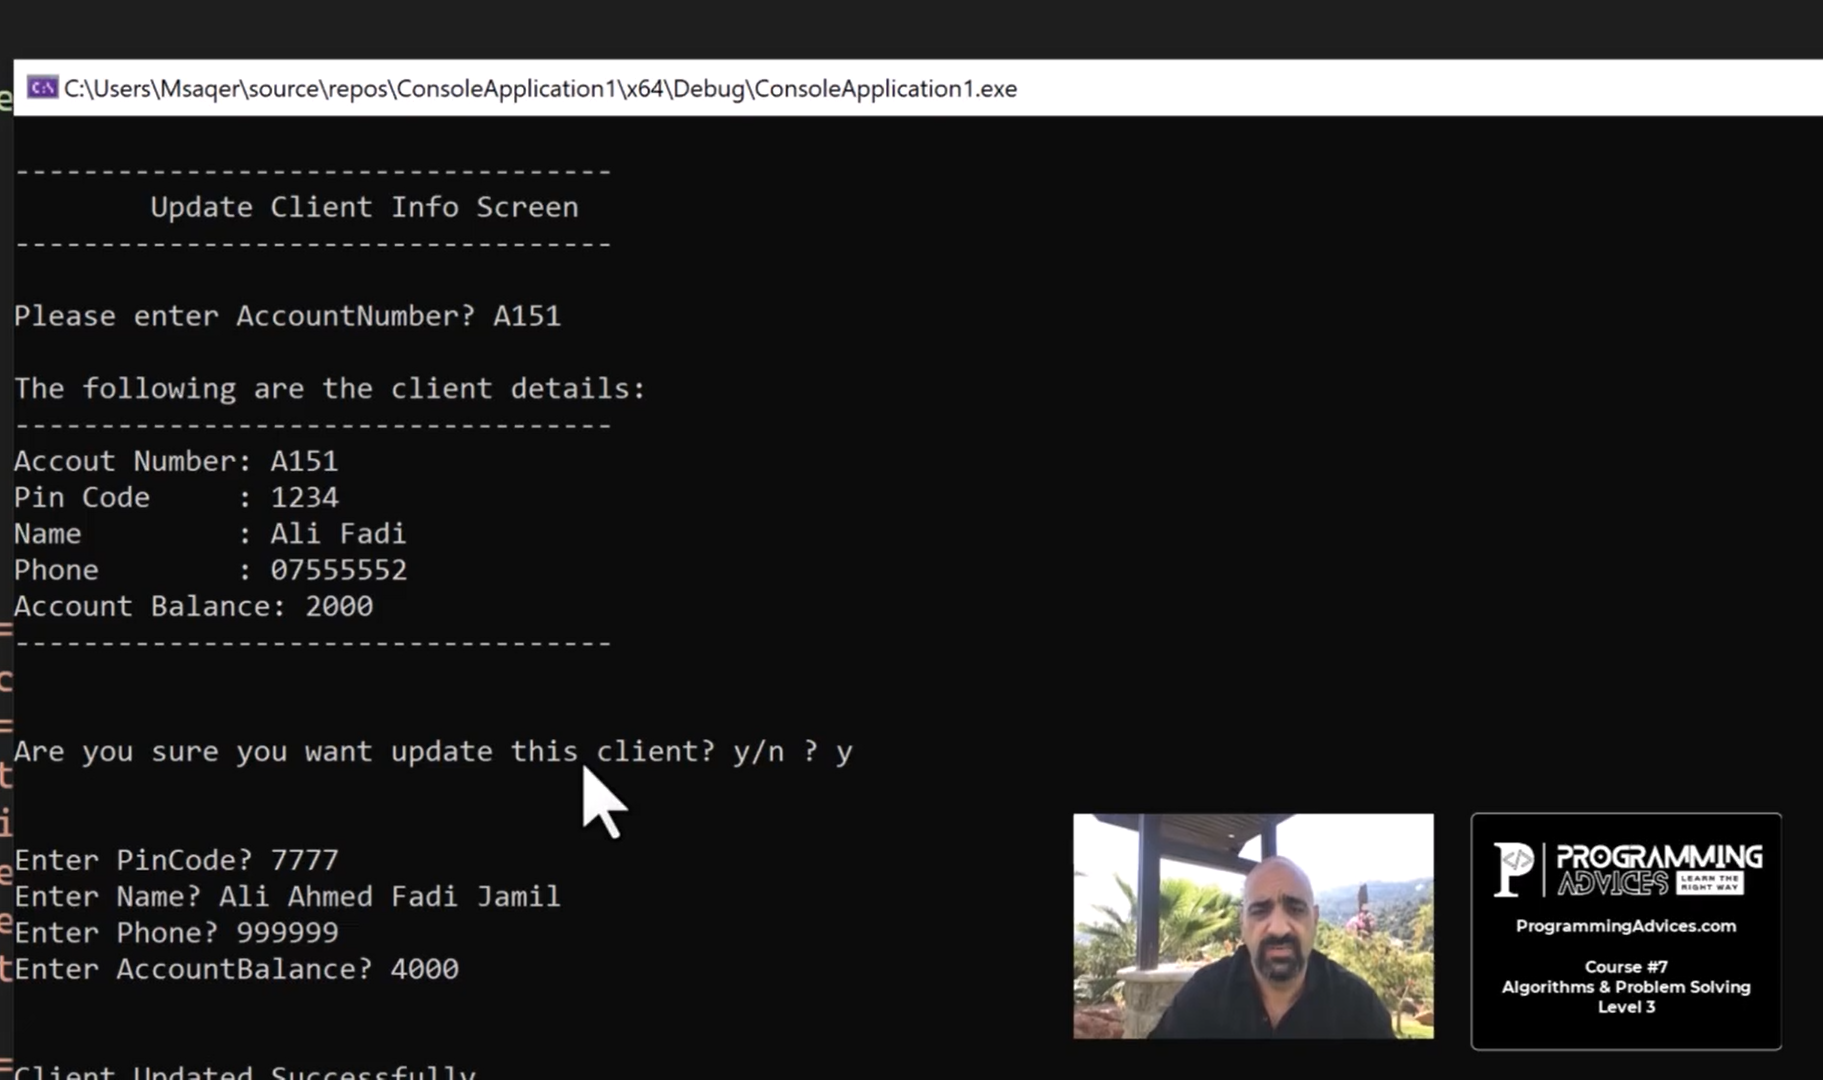 C:\Users\Msaqer\source\repos\ConsoleApplication1\x64\Debug\ConsoleApplication1.exe
-----------------------------------
Update Client Info Screen
-----------------------------------
Please enter AccountNumber? A151
The following are the client details:
-----------------------------------
Accout Number: A151
Pin Code : 1234
Name : Ali Fadi
Phone : 07555552
Account Balance: 2000
-----------------------------------
Are you sure you want update this client? y/n ? y
Enter PinCode? 7777
Enter Name? Ali Ahmed Fadi Jamil
Enter Phone? 999999
Enter AccountBalance? 4000
Client Updated Successfully
PROGRAMMING
ADVICES LEARN THE RIGHT WAY
ProgrammingAdvices.com
Course #7
Algorithms & Problem Solving
Level 3